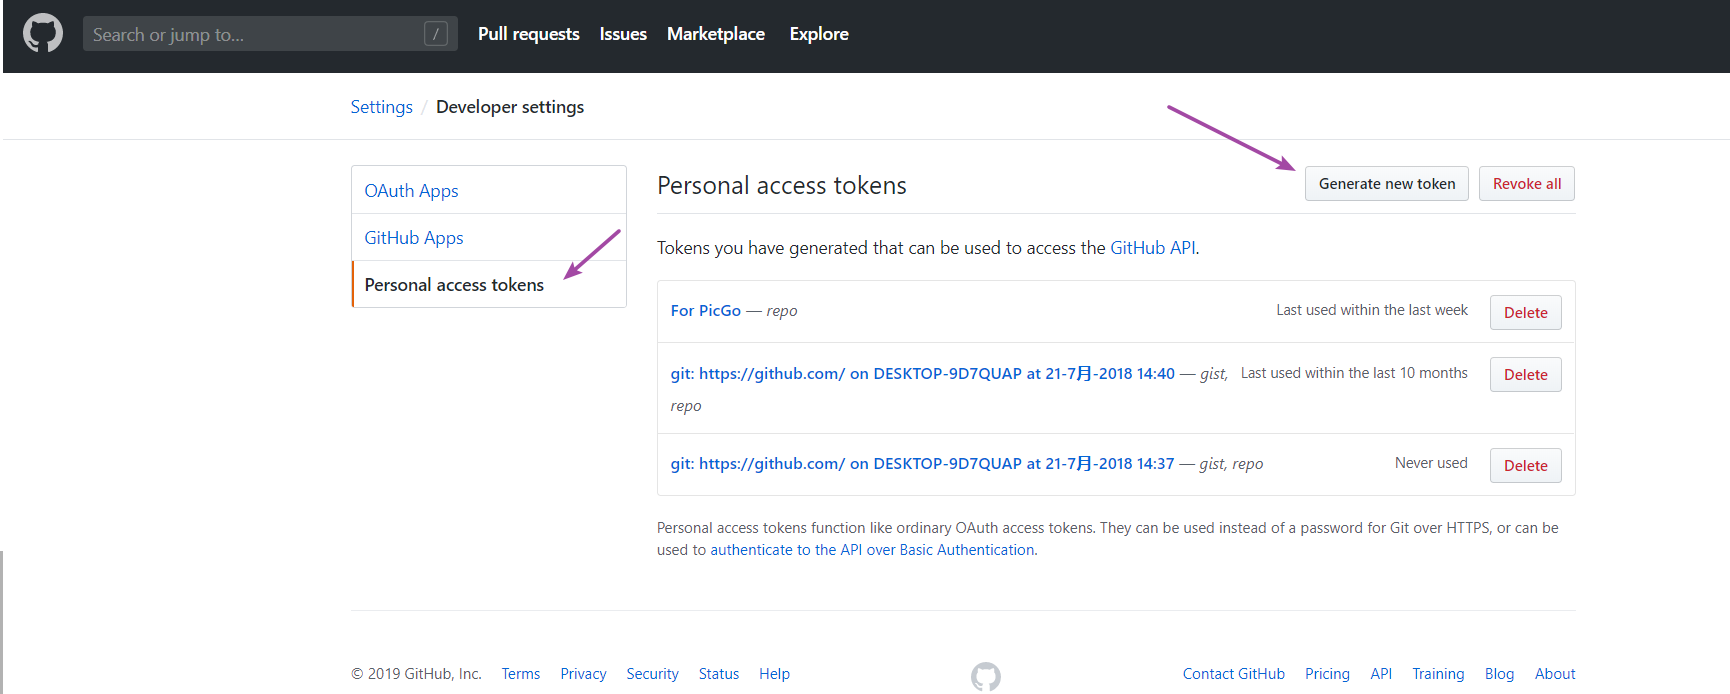 Search or jump to... /
Pull requests Issues Marketplace Explore
Settings / Developer settings
OAuth Apps
GitHub Apps
Personal access tokens
Personal access tokens
Generate new token
Revoke all
Tokens you have generated that can be used to access the GitHub API.
For PicGo — repo
Last used within the last week
Delete
git: https://github.com/ on DESKTOP-9D7QUAP at 21-7月-2018 14:40 — gist,
repo
Last used within the last 10 months
Delete
git: https://github.com/ on DESKTOP-9D7QUAP at 21-7月-2018 14:37 — gist, repo
Never used
Delete
Personal access tokens function like ordinary OAuth access tokens. They can be used instead of a password for Git over HTTPS, or can be
used to authenticate to the API over Basic Authentication.
© 2019 GitHub, Inc. Terms Privacy Security Status Help
Contact GitHub Pricing API Training Blog About